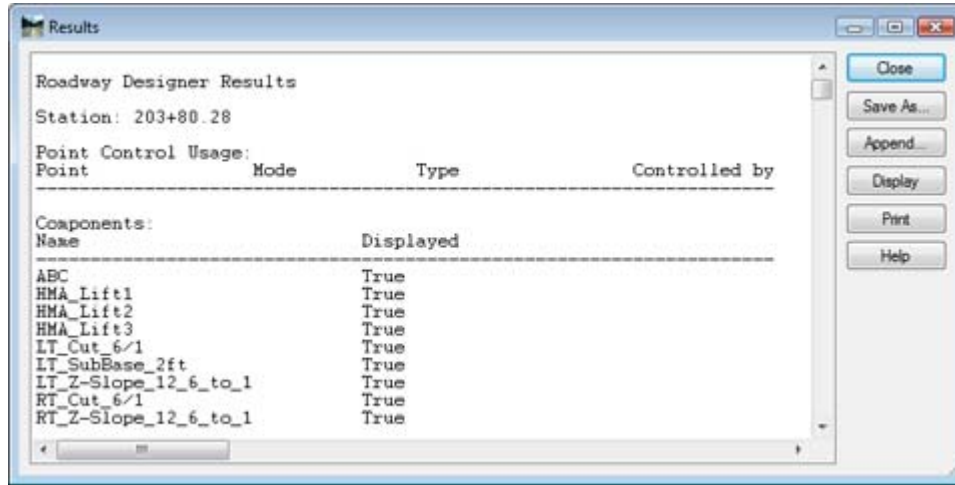 Results
Roadway Designer Results
Station: 203+80.28
Point Control Usage:
Point Mode Type Controlled by
Components:
Name Displayed
ABC True
HMA_Lift1 True
HMA_Lift2 True
HMA_Lift3 True
LT_Cut_6/1 True
LT_SubBase_2ft True
LT_Z-Slope_12_6_to_1 True
RT_Cut_6/1 True
RT_Z-Slope_12_6_to_1 True
Close
Save As...
Append...
Display
Print
Help